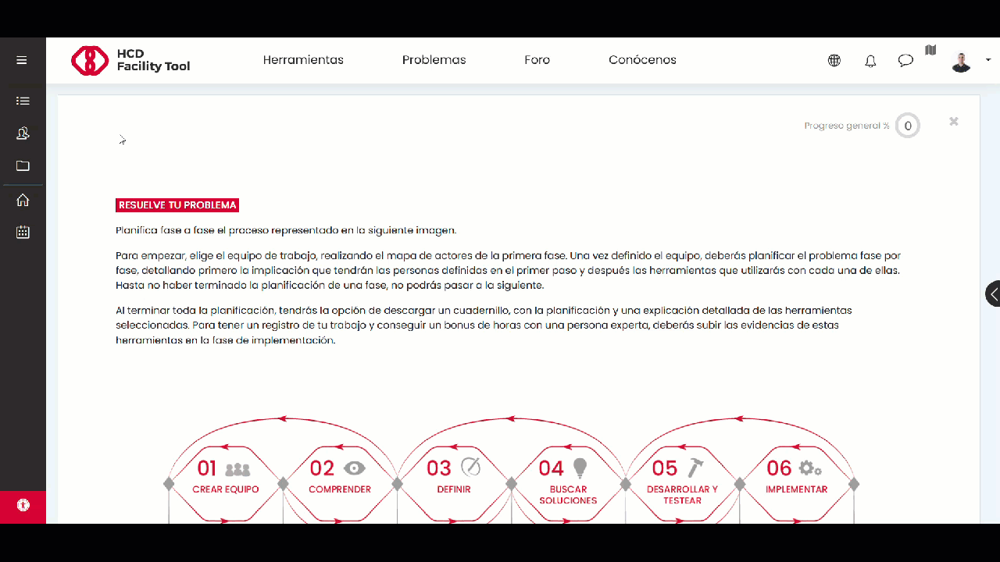 HCD
Facility Tool
Herramientas
Problemas
Foro
Conócenos
Progreso general %
0
RESUELVE TU PROBLEMA
Planifica fase a fase el proceso representado en la siguiente imagen.
Para empezar, elige el equipo de trabajo, realizando el mapa de actores de la primera fase. Una vez definido el equipo, deberás planificar el problema fase por
fase, detallando primero la implicación que tendrán las personas definidas en el primer paso y después las herramientas que utilizarás con cada una de ellas.
Hasta no haber terminado la planificación de una fase, no podrás pasar a la siguiente.
Al terminar toda la planificación, tendrás la opción de descargar un cuadernillo, con la planificación y una explicación detallada de las herramientas
seleccionadas. Para tener un registro de tu trabajo y conseguir un bonus de horas con una persona experta, deberás subir las evidencias de estas
herramientas en la fase de implementación.
01
CREAR EQUIPO
02
COMPRENDER
03
DEFINIR
04
BUSCAR
SOLUCIONES
05
DESARROLLAR Y
TESTEAR
06
IMPLEMENTAR